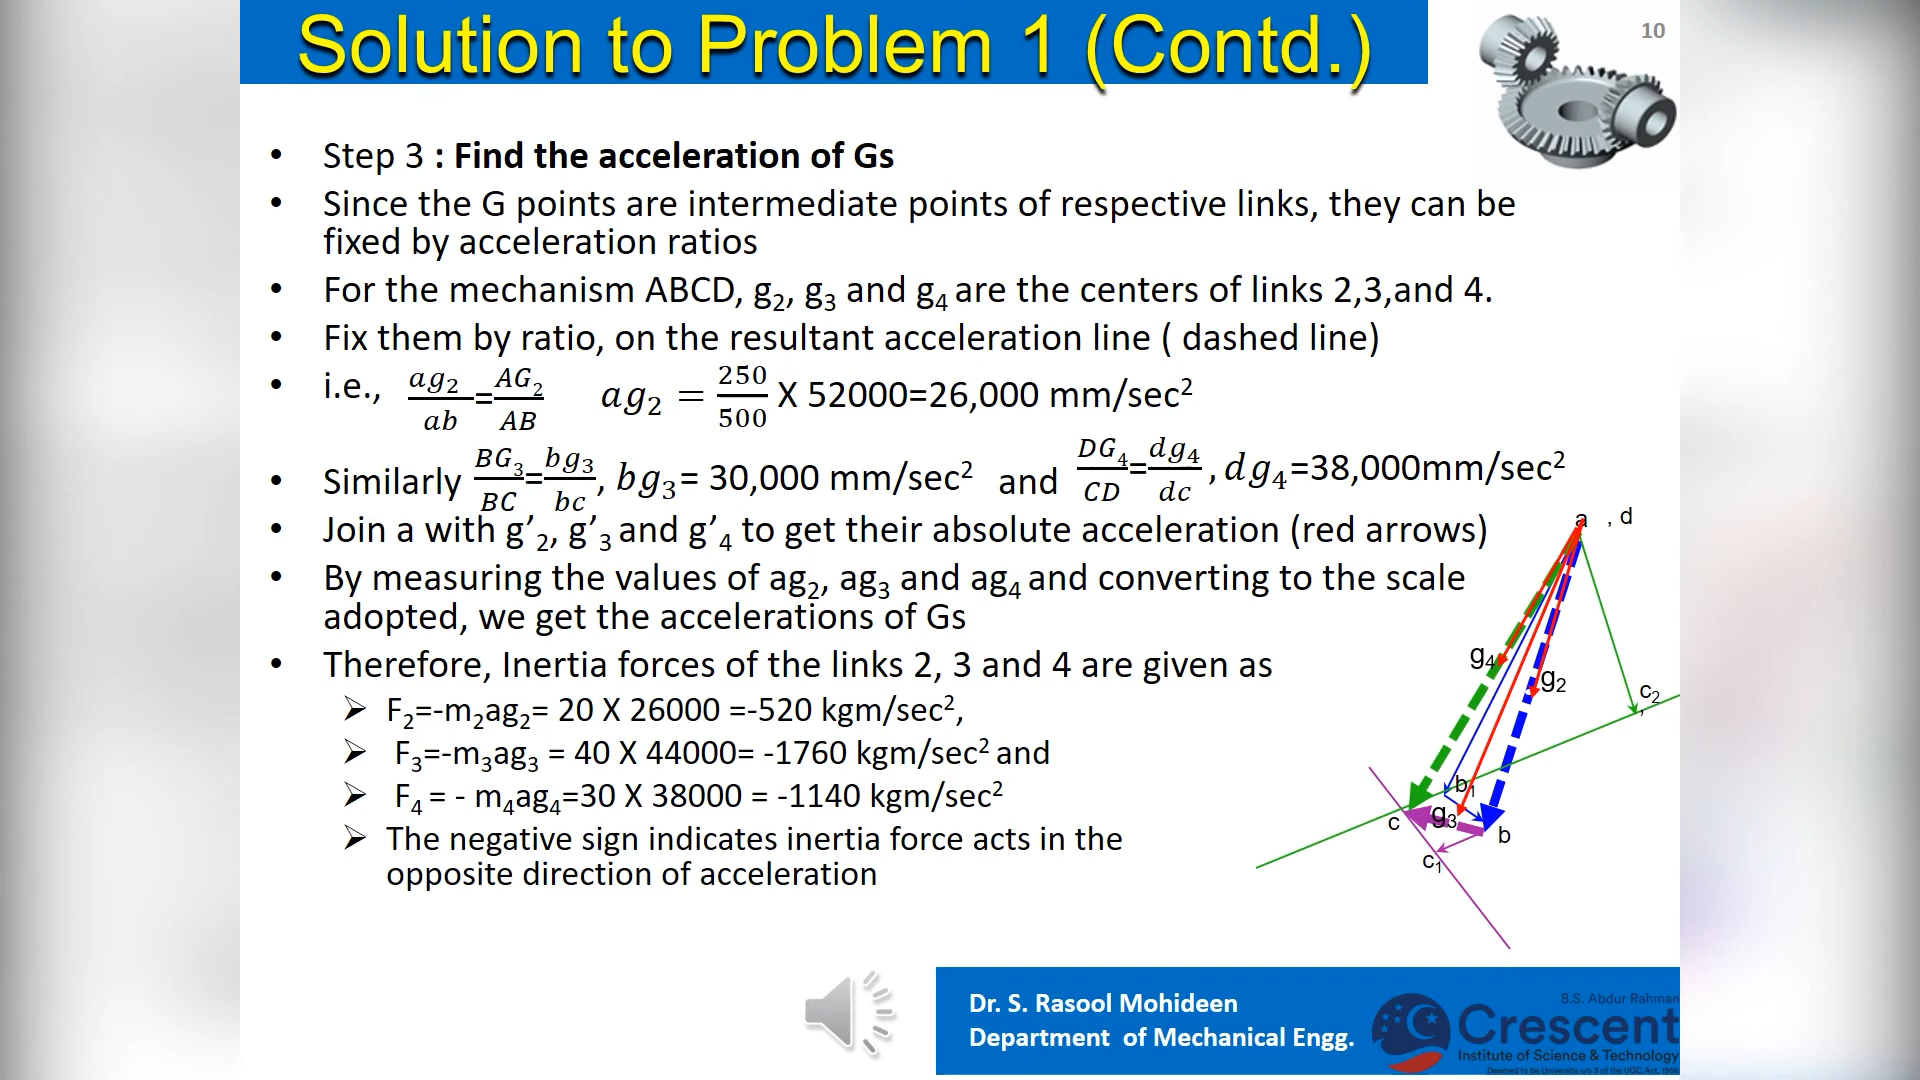 Solution to Problem 1 (Contd.)
10
• Step 3 : Find the acceleration of Gs
• Since the G points are intermediate points of respective links, they can be
fixed by acceleration ratios
• For the mechanism ABCD, g₂, g₃ and g₄ are the centers of links 2,3,and 4.
• Fix them by ratio, on the resultant acceleration line ( dashed line)
• i.e., ag₂/ab=AG₂/AB ag₂ = 250/500 X 52000=26,000 mm/sec²
• Similarly BG₃/BC=bg₃/bc, bg₃= 30,000 mm/sec² and DG₄/CD=dg₄/dc, dg₄=38,000mm/sec²
• Join a with g’₂, g’₃ and g’₄ to get their absolute acceleration (red arrows)
• By measuring the values of ag₂, ag₃ and ag₄ and converting to the scale
adopted, we get the accelerations of Gs
• Therefore, Inertia forces of the links 2, 3 and 4 are given as
➢ F₂=-m₂ag₂= 20 X 26000 =-520 kgm/sec²,
➢ F₃=-m₃ag₃ = 40 X 44000= -1760 kgm/sec² and
➢ F₄ = - m₄ag₄=30 X 38000 = -1140 kgm/sec²
➢ The negative sign indicates inertia force acts in the
opposite direction of acceleration
a , d
g₄
g₂
c₂
,
b₁
g₃
c
b
c₁
Dr. S. Rasool Mohideen
Department of Mechanical Engg.
B.S. Abdur Rahman
Crescent
Institute of Science & Technology
Deemed to be University u/s 3 of the UGC Act, 1956